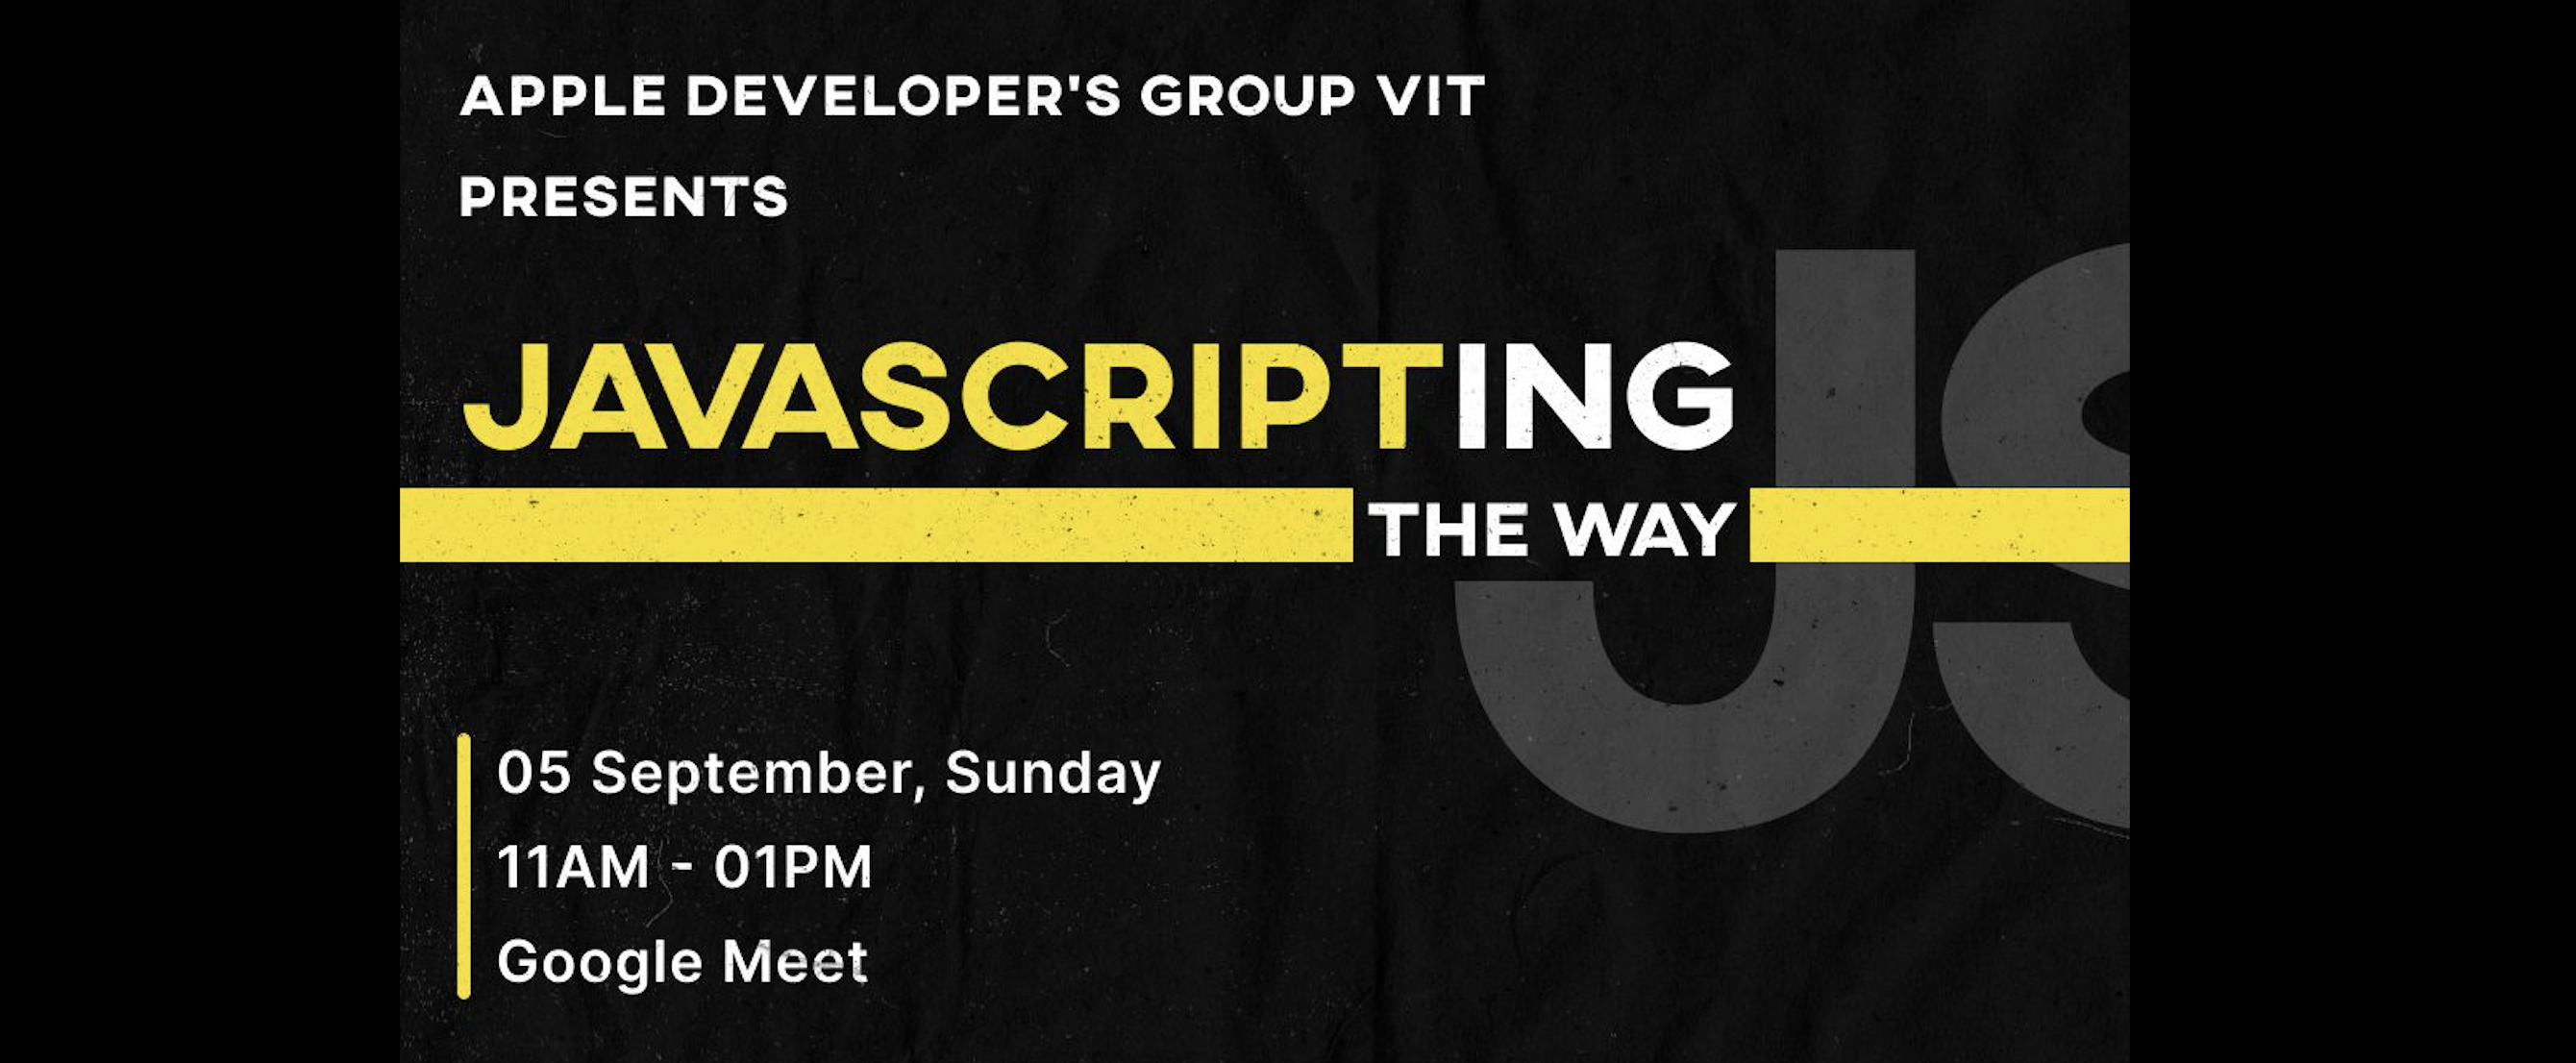 APPLE DEVELOPER'S GROUP VIT
PRESENTS
JAVASCRIPTING
THE WAY
JS
05 September, Sunday
11AM - 01PM
Google Meet